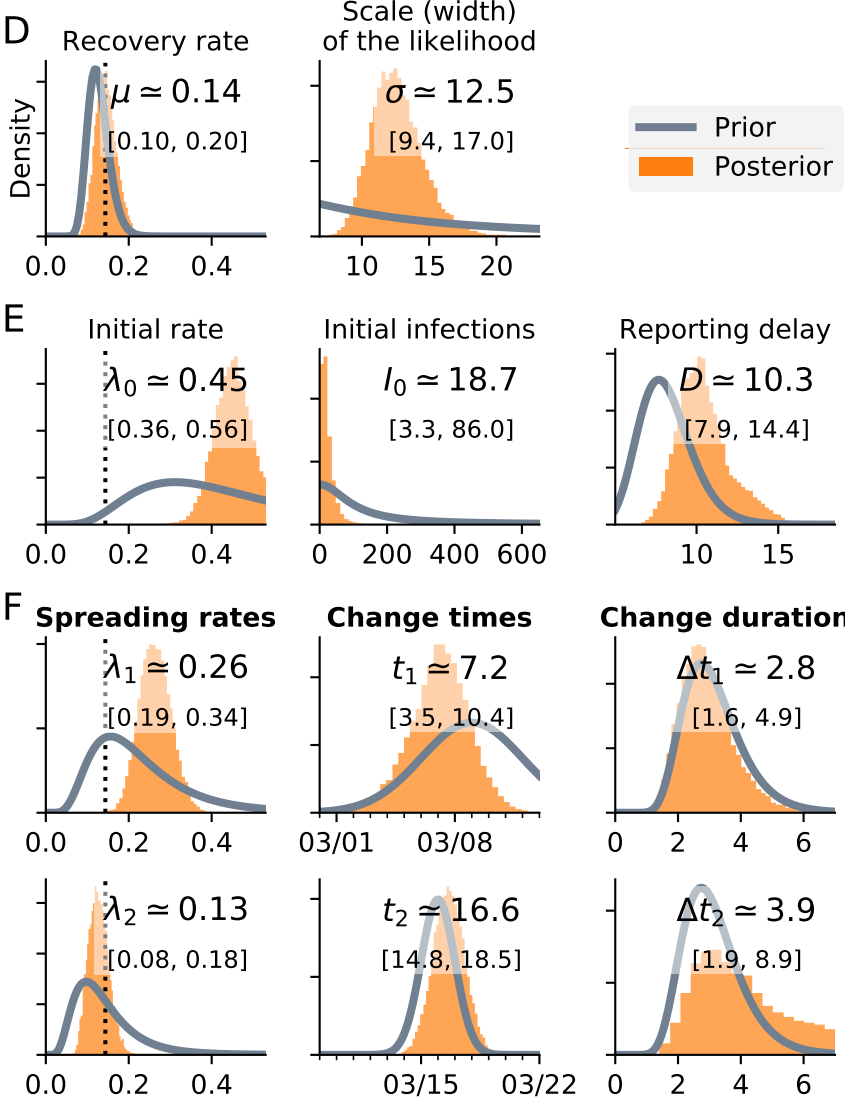 D
Recovery rate
Scale (width)
of the likelihood
Density
μ ≃ 0.14
[0.10, 0.20]
σ ≃ 12.5
[9.4, 17.0]
Prior
Posterior
0.0 0.2 0.4
10 15 20
E
Initial rate
Initial infections
Reporting delay
λ0 ≃ 0.45
[0.36, 0.56]
I0 ≃ 18.7
[3.3, 86.0]
D ≃ 10.3
[7.9, 14.4]
0.0 0.2 0.4
0 200 400 600
10 15
F
Spreading rates
Change times
Change duration
λ1 ≃ 0.26
[0.19, 0.34]
t1 ≃ 7.2
[3.5, 10.4]
Δt1 ≃ 2.8
[1.6, 4.9]
0.0 0.2 0.4
03/01 03/08
0 2 4 6
λ2 ≃ 0.13
[0.08, 0.18]
t2 ≃ 16.6
[14.8, 18.5]
Δt2 ≃ 3.9
[1.9, 8.9]
0.0 0.2 0.4
03/15 03/22
0 2 4 6